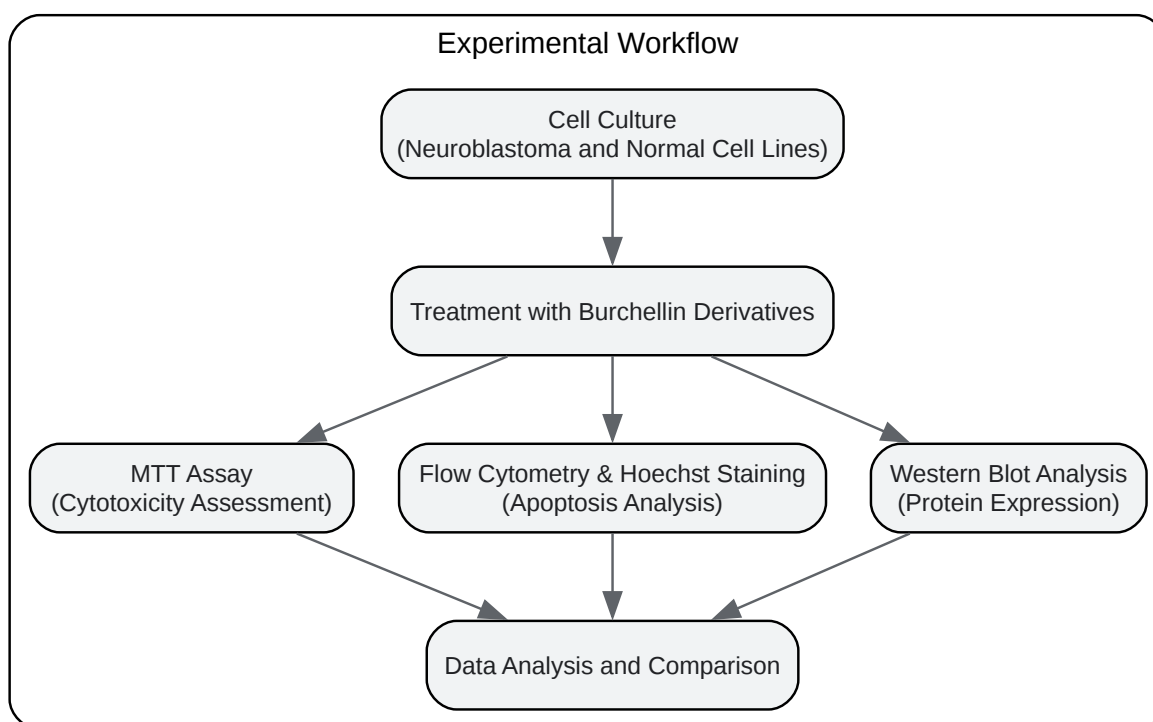 Experimental Workflow
Cell Culture
(Neuroblastoma and Normal Cell Lines)
Treatment with Burchellin Derivatives
MTT Assay
(Cytotoxicity Assessment)
Flow Cytometry & Hoechst Staining
(Apoptosis Analysis)
Western Blot Analysis
(Protein Expression)
Data Analysis and Comparison